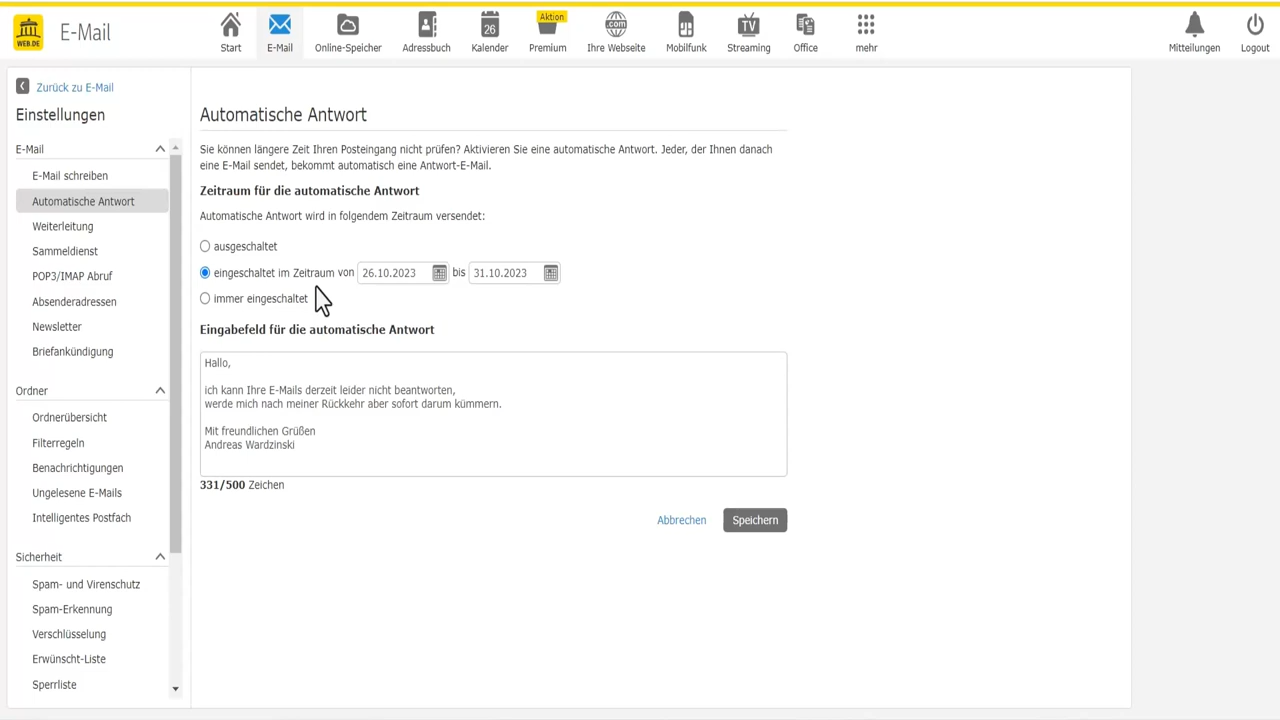 WEB.DE
E-Mail
Start
E-Mail
Online-Speicher
Adressbuch
26
Kalender
Aktion
Premium
.com
Ihre Webseite
Mobilfunk
TV
Streaming
Office
mehr
Mitteilungen
Logout
Zurück zu E-Mail
Einstellungen
E-Mail
E-Mail schreiben
Automatische Antwort
Weiterleitung
Sammeldienst
POP3/IMAP Abruf
Absenderadressen
Newsletter
Briefankündigung
Ordner
Ordnerübersicht
Filterregeln
Benachrichtigungen
Ungelesene E-Mails
Intelligentes Postfach
Sicherheit
Spam- und Virenschutz
Spam-Erkennung
Verschlüsselung
Erwünscht-Liste
Sperrliste
Automatische Antwort
Sie können längere Zeit Ihren Posteingang nicht prüfen? Aktivieren Sie eine automatische Antwort. Jeder, der Ihnen danach
eine E-Mail sendet, bekommt automatisch eine Antwort-E-Mail.
Zeitraum für die automatische Antwort
Automatische Antwort wird in folgendem Zeitraum versendet:
ausgeschaltet
eingeschaltet im Zeitraum von 26.10.2023 bis 31.10.2023
immer eingeschaltet
Eingabefeld für die automatische Antwort
Hallo,
ich kann Ihre E-Mails derzeit leider nicht beantworten,
werde mich nach meiner Rückkehr aber sofort darum kümmern.
Mit freundlichen Grüßen
Andreas Wardzinski
331/500 Zeichen
Abbrechen
Speichern